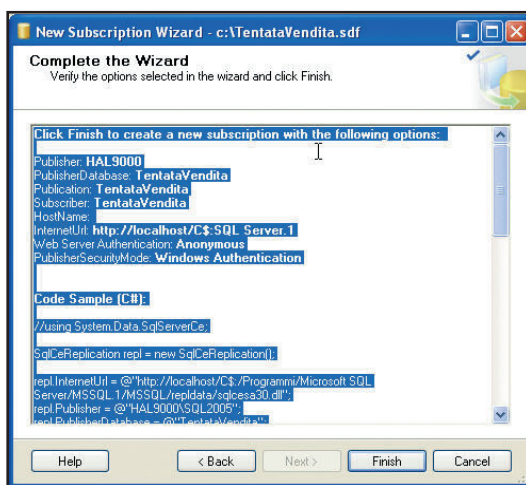 New Subscription Wizard - c:\TentataVendita.sdf
Complete the Wizard
Verify the options selected in the wizard and click Finish.
Click Finish to create a new subscription with the following options:
Publisher: HAL9000
PublisherDatabase: TentataVendita
Publication: TentataVendita
Subscriber: TentataVendita
HostName:
InternetUrl: http://localhost/C$:SQL Server.1
Web Server Authentication: Anonymous
PublisherSecurityMode: Windows Authentication
Code Sample (C#):
//using System.Data.SqlServerCe;
SqlCeReplication repl = new SqlCeReplication();
repl.InternetUrl = @"http://localhost/C$:/Programmi/Microsoft SQL
Server/MSSQL.1/MSSQL/repldata/sqlcesa30.dll";
repl.Publisher = @"HAL9000\SQL2005";
repl.PublisherDatabase = @"TentataVendita";
Help
< Back
Next >
Finish
Cancel